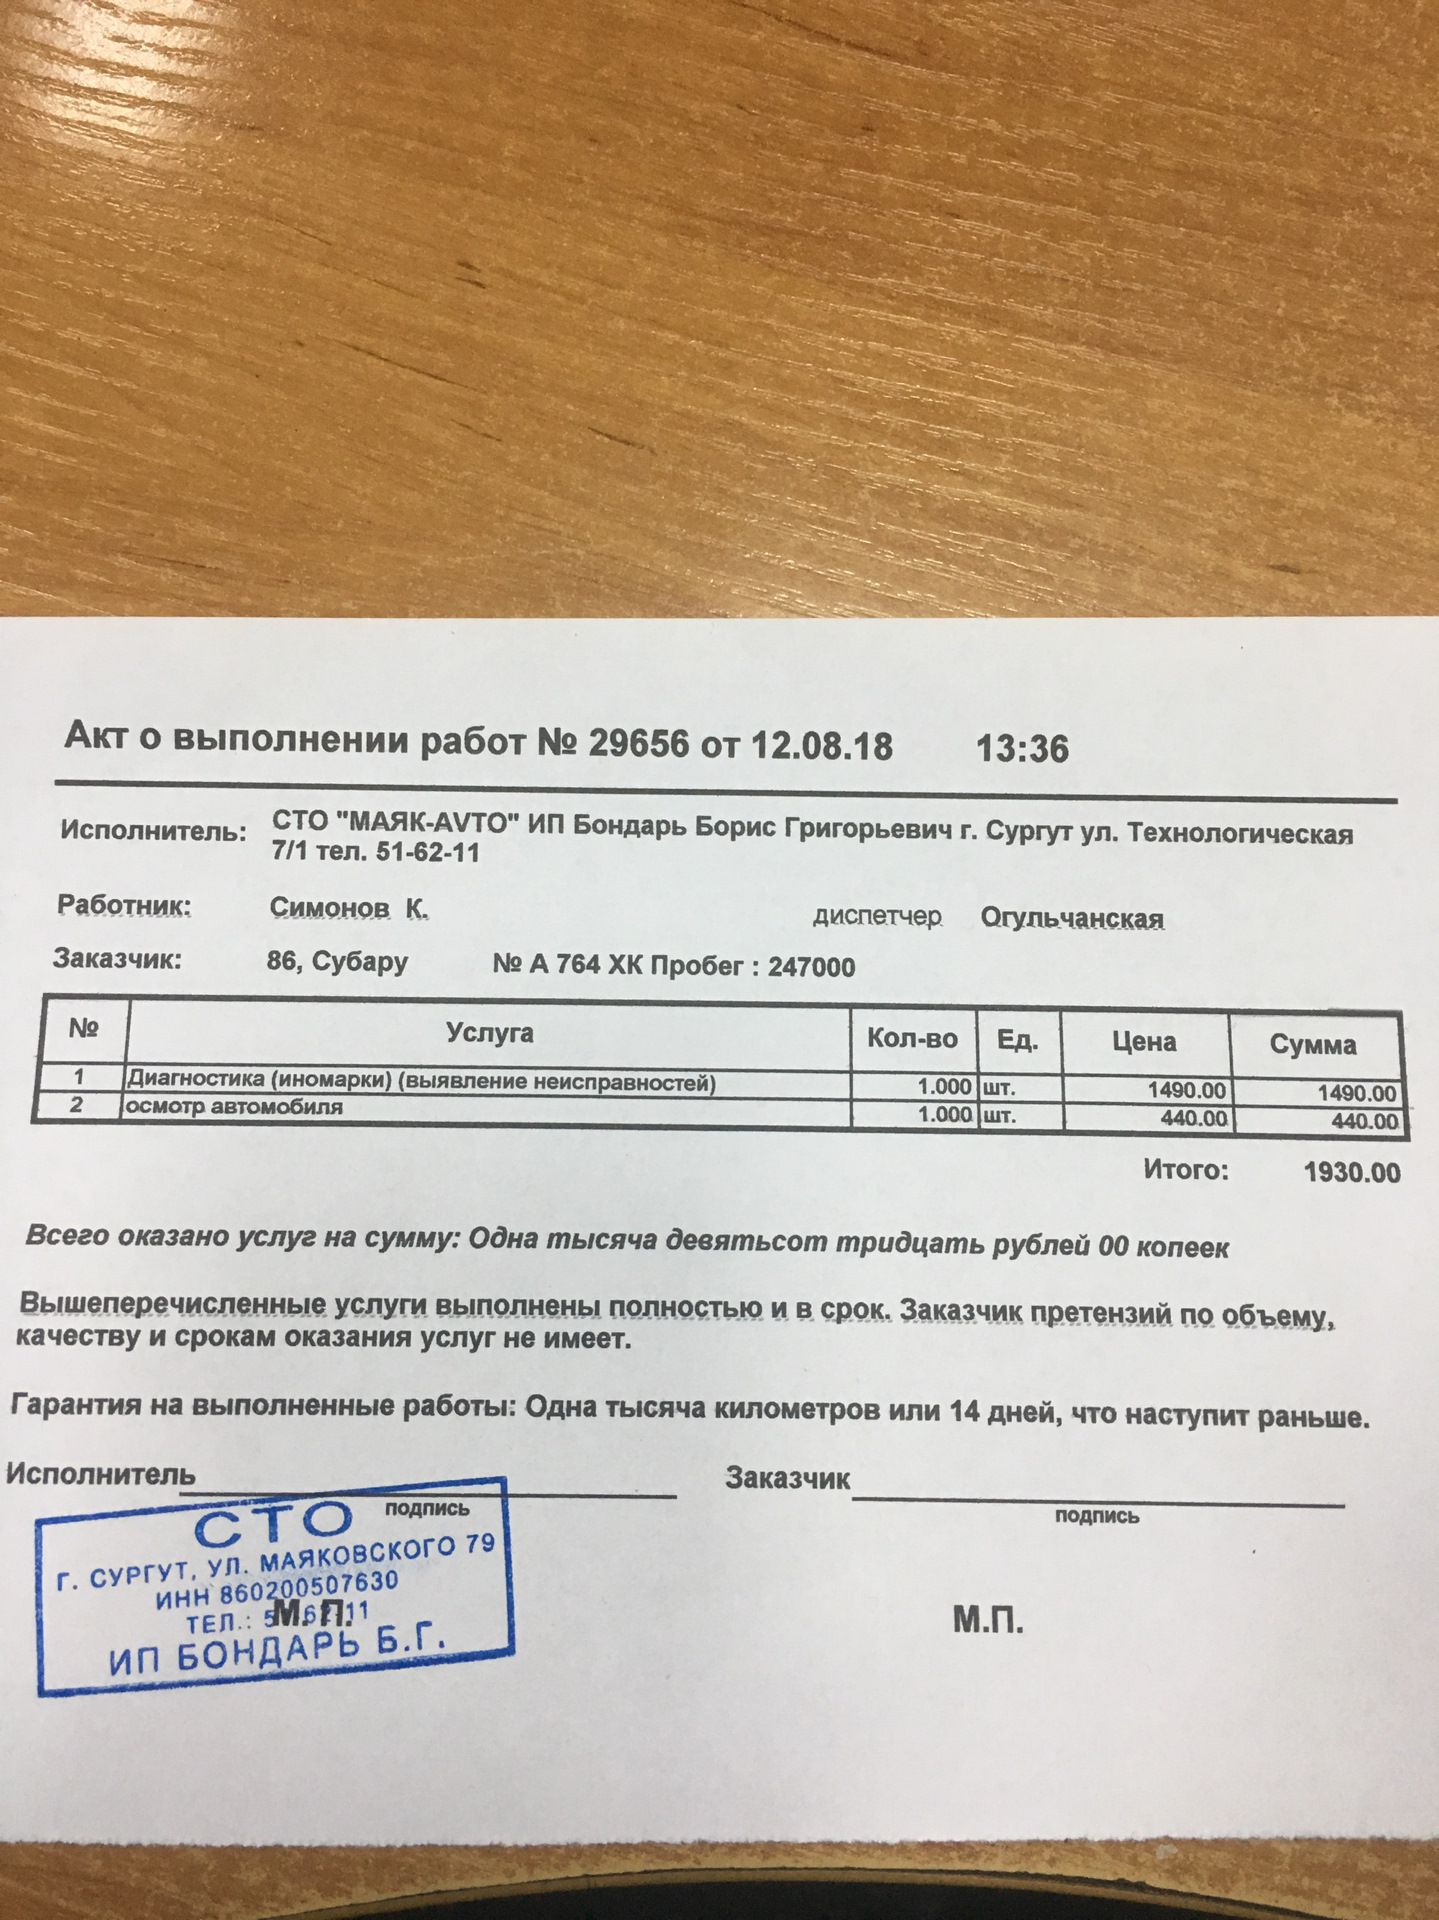 Акт о выполнении работ № 29656 от 12.08.18 13:36
Исполнитель: СТО "МАЯК-AVTO" ИП Бондарь Борис Григорьевич г. Сургут ул. Технологическая
7/1 тел. 51-62-11
Работник: Симонов К. диспетчер Огульчанская
Заказчик: 86, Субару № А 764 ХК Пробег : 247000
№ Услуга Кол-во Ед. Цена Сумма
1 Диагностика (иномарки) (выявление неисправностей) 1.000 шт. 1490.00 1490.00
2 осмотр автомобиля 1.000 шт. 440.00 440.00
Итого: 1930.00
Всего оказано услуг на сумму: Одна тысяча девятьсот тридцать рублей 00 копеек
Вышеперечисленные услуги выполнены полностью и в срок. Заказчик претензий по объему,
качеству и срокам оказания услуг не имеет.
Гарантия на выполненные работы: Одна тысяча километров или 14 дней, что наступит раньше.
Исполнитель Заказчик
подпись подпись
СТО
Г. СУРГУТ, УЛ. МАЯКОВСКОГО 79
ИНН 860200507630
ТЕЛ.:
М.П. М.П.
ИП БОНДАРЬ Б.Г.